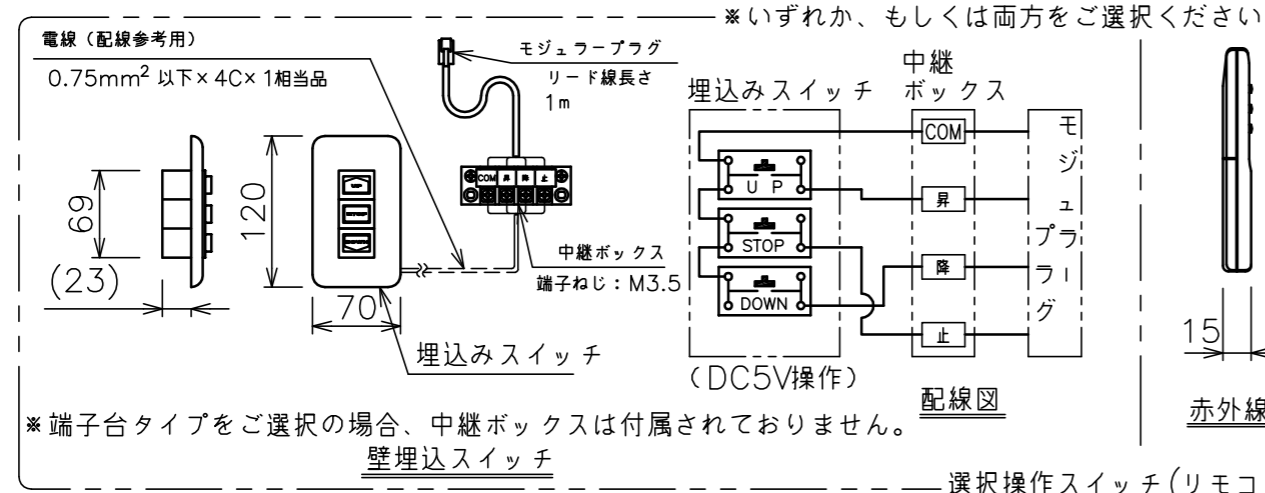 ※いずれか、もしくは両方をご選択ください
電線（配線参考用）
0.75mm² 以下×4C×1相当品
モジュラープラグ
リード線長さ
1m
69
(23)
120
70
UP
COM 昇 降 止
中継ボックス
端子ねじ：M3.5
埋込みスイッチ
埋込みスイッチ
中継
ボックス
UP
STOP
DOWN
COM
昇
降
止
モジュラープラグ
(DC5V操作)
配線図
15
赤外線
※端子台タイプをご選択の場合、中継ボックスは付属されておりません。
壁埋込スイッチ
選択操作スイッチ(リモコ